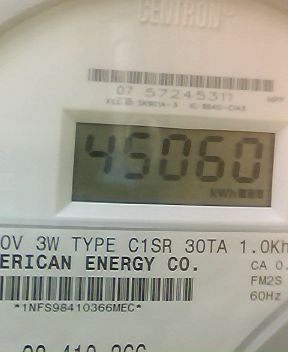 CENTRON
07 57245311
45060
kWh
0V 3W TYPE C1SR 30TA 1.0Kh
ERICAN ENERGY CO.
CA 0.
FM2S
60Hz
*1NFS98410366MEC*